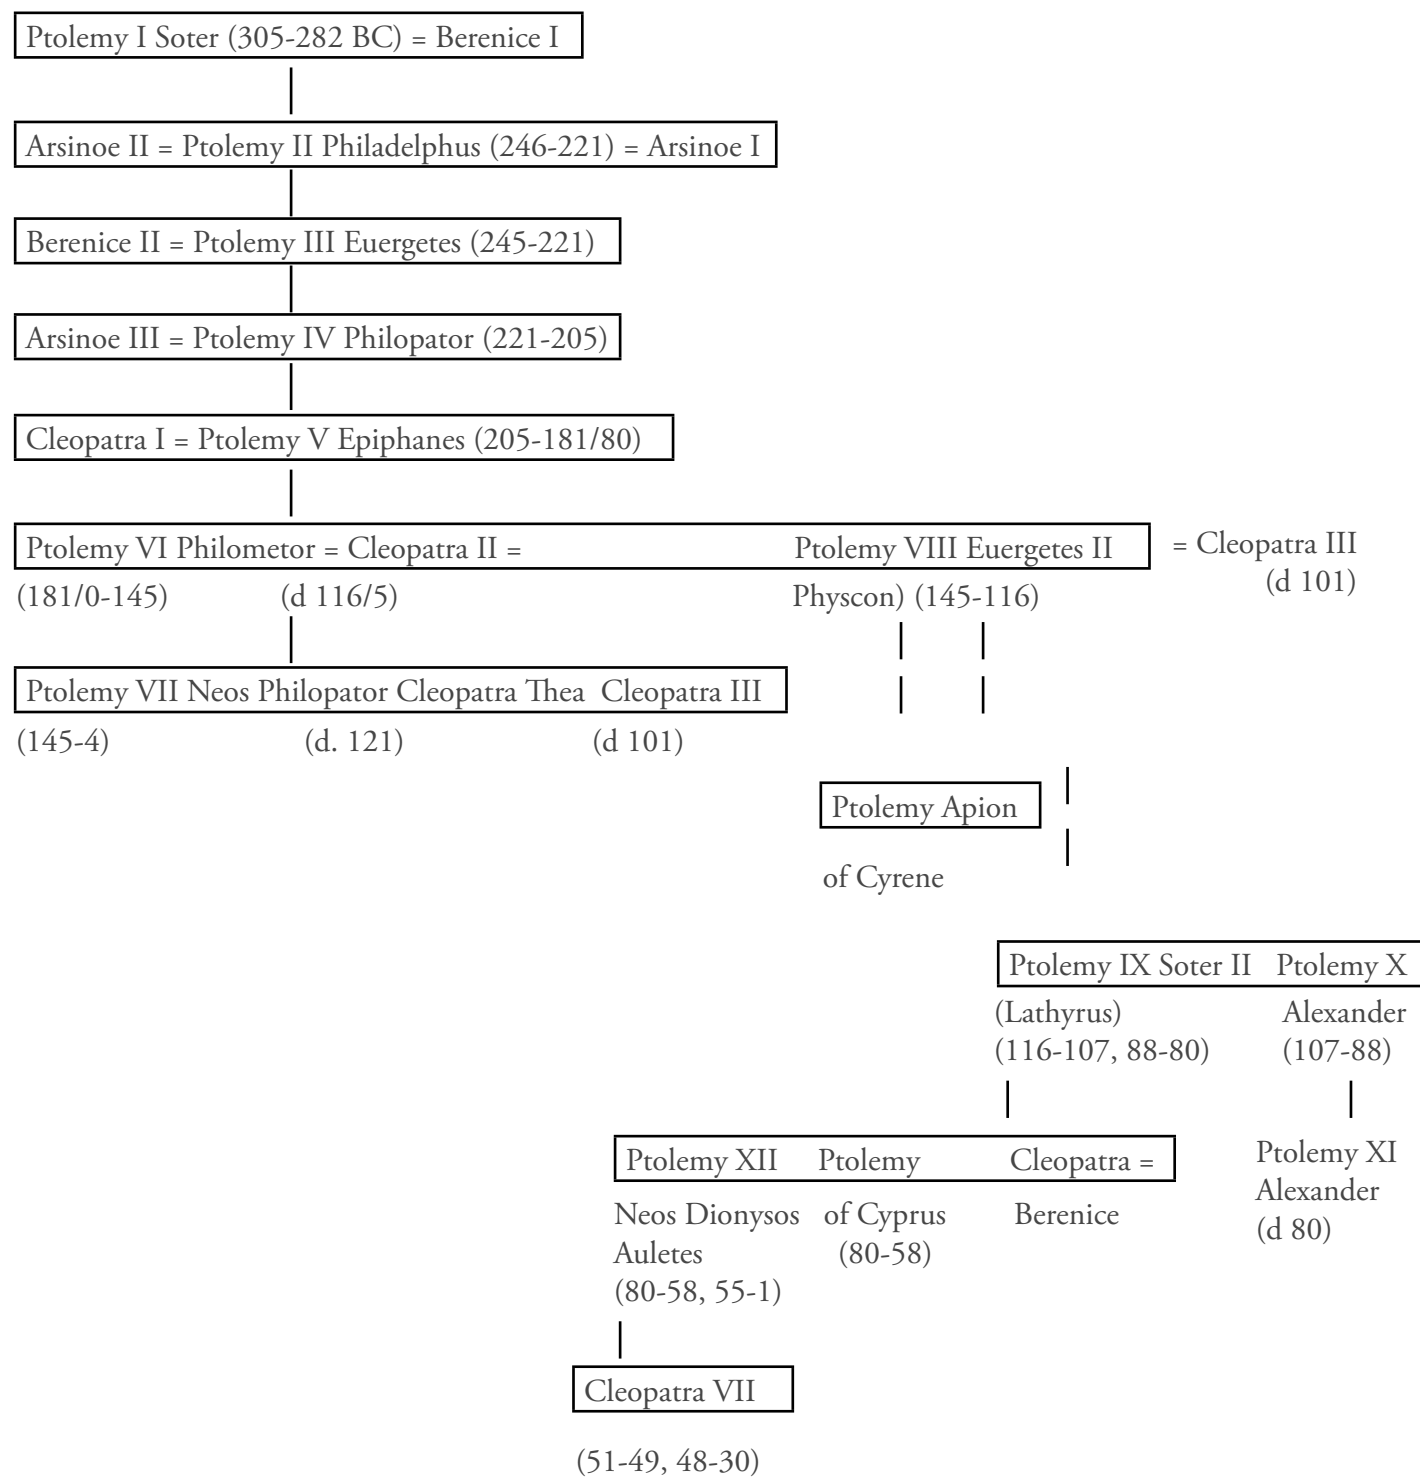 Ptolemy I Soter (305-282 BC) = Berenice I
Arsinoe II = Ptolemy II Philadelphus (246-221) = Arsinoe I
Berenice II = Ptolemy III Euergetes (245-221)
Arsinoe III = Ptolemy IV Philopator (221-205)
Cleopatra I = Ptolemy V Epiphanes (205-181/80)
Ptolemy VI Philometor = Cleopatra II = Ptolemy VIII Euergetes II = Cleopatra III
(181/0-145) (d 116/5) Physcon) (145-116) (d 101)
Ptolemy VII Neos Philopator Cleopatra Thea Cleopatra III
(145-4) (d. 121) (d 101)
Ptolemy Apion
of Cyrene
Ptolemy IX Soter II Ptolemy X
(Lathyrus) Alexander
(116-107, 88-80) (107-88)
Ptolemy XII Ptolemy Cleopatra = Ptolemy XI
Neos Dionysos of Cyprus Berenice Alexander
Auletes (80-58) (d 80)
(80-58, 55-1)
Cleopatra VII
(51-49, 48-30)